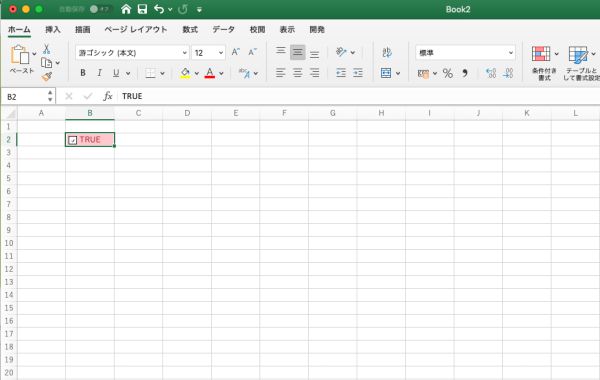 自動保存 オフ Book2
ホーム 挿入 描画 ページ レイアウト 数式 データ 校閲 表示 開発
ペースト 游ゴシック (本文) 12 A A 標準 条件付き書式 テーブルとして書式設定
B I U A abc %
B2 fx TRUE
A B C D E F G H I J K L
1
2 TRUE
3
4
5
6
7
8
9
10
11
12
13
14
15
16
17
18
19
20